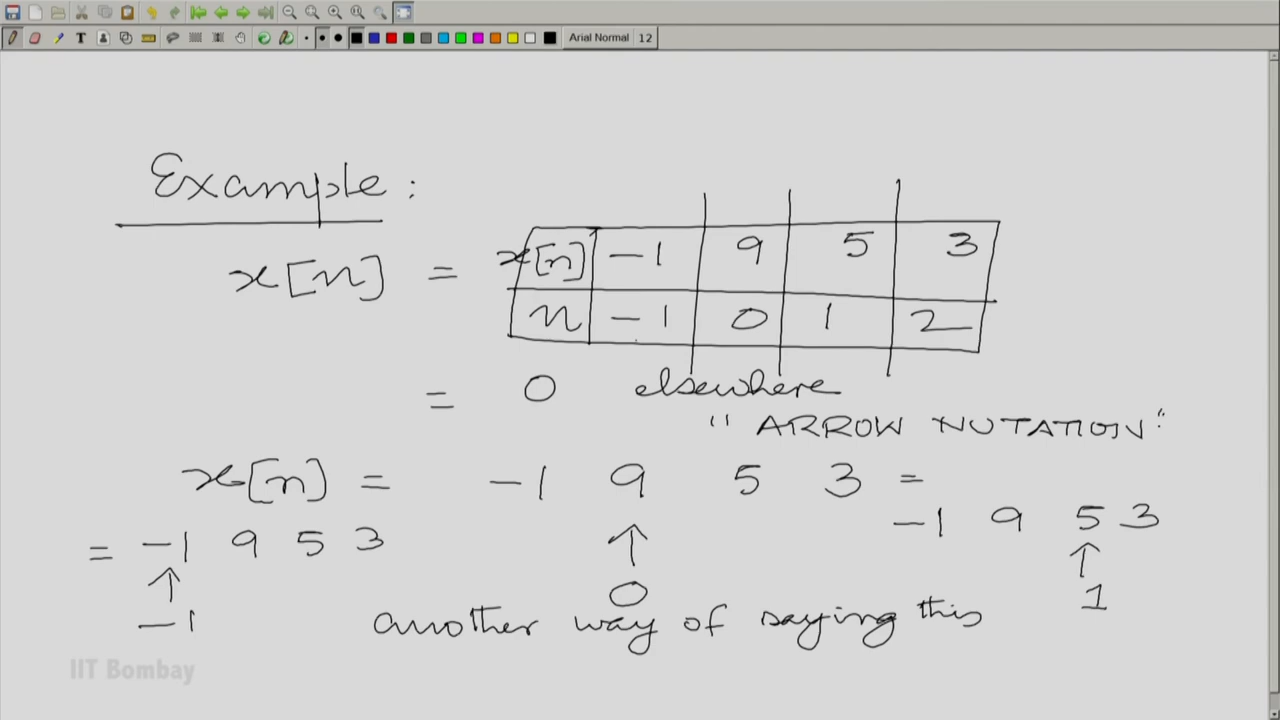 Arial Normal 12
Example:
x[n] = x[n] -1 9 5 3
n -1 0 1 2
= 0 elsewhere
"ARROW NUTATION"
x[n] = -1 9 5 3 =
-1 9 5 3
= -1 9 5 3
↑ ↑ ↑
-1 0 1
another way of saying this
IIT Bombay